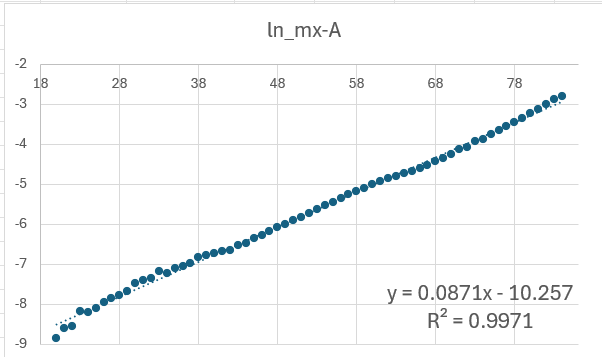 ln_mx-A
-2
18 28 38 48 58 68 78
-3
-4
-5
-6
-7
-8
y = 0.0871x - 10.257
R² = 0.9971
-9